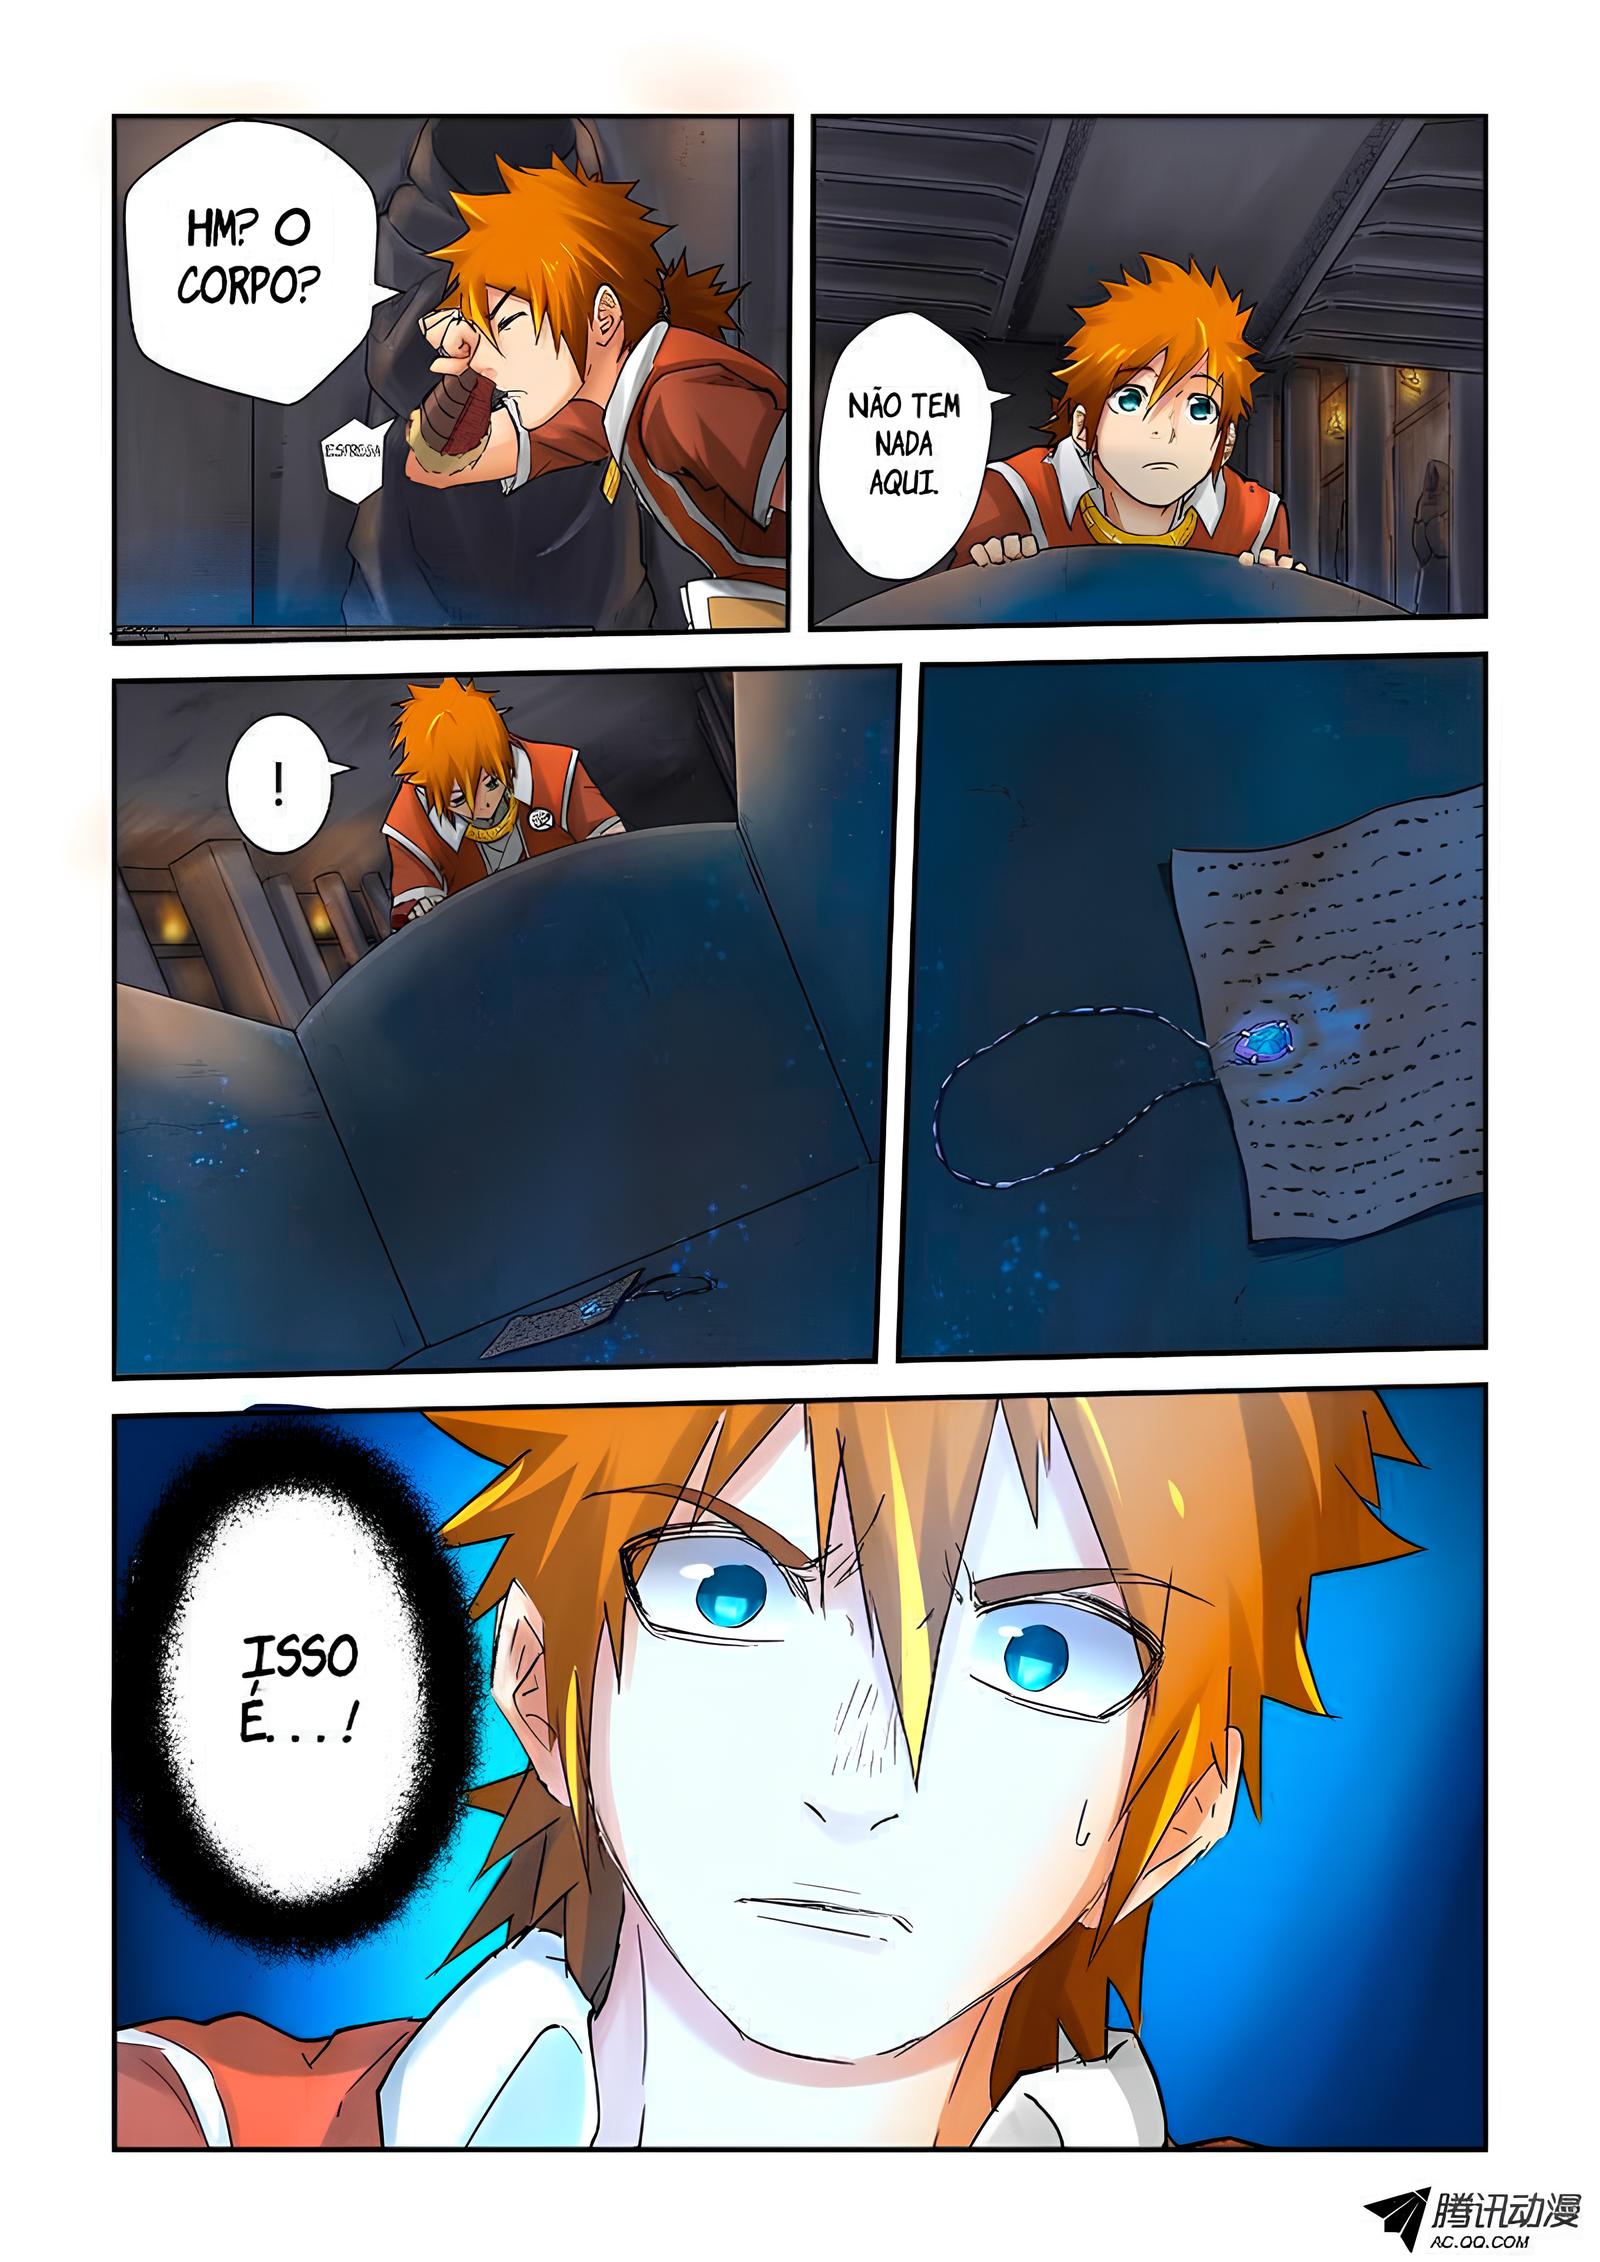 HM? O
CORPO?
ESFREGA
NÃO TEM
NADA
AQUI.
!
ISSO
É...!
腾讯动漫
AC.QQ.COM